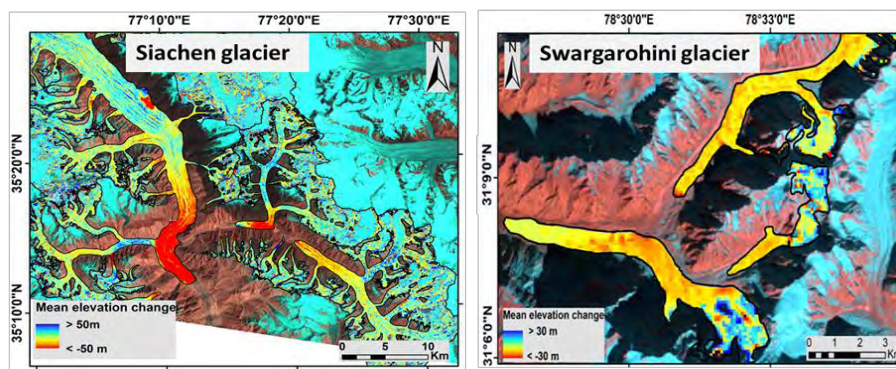 77°10'0"E 77°20'0"E 77°30'0"E
Siachen glacier
N
35°20'0"N
35°10'0"N
Mean elevation change
> 50m
< -50 m
0 5 10
Km
78°30'0"E 78°33'0"E
Swargarohini glacier
N
31°9'0"N
31°6'0"N
Mean elevation change
> 30 m
< -30 m
0 1 2 3